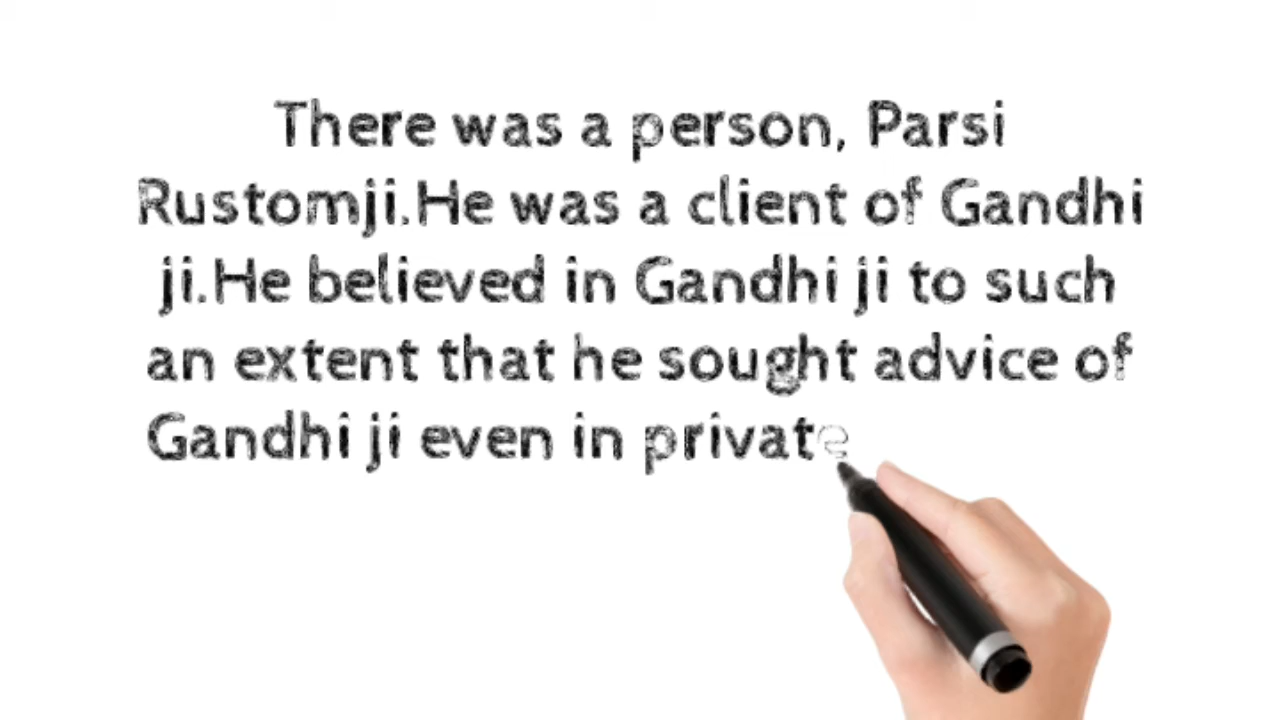 There was a person, Parsi
Rustomji.He was a client of Gandhi
ji.He believed in Gandhi ji to such
an extent that he sought advice of
Gandhi ji even in private